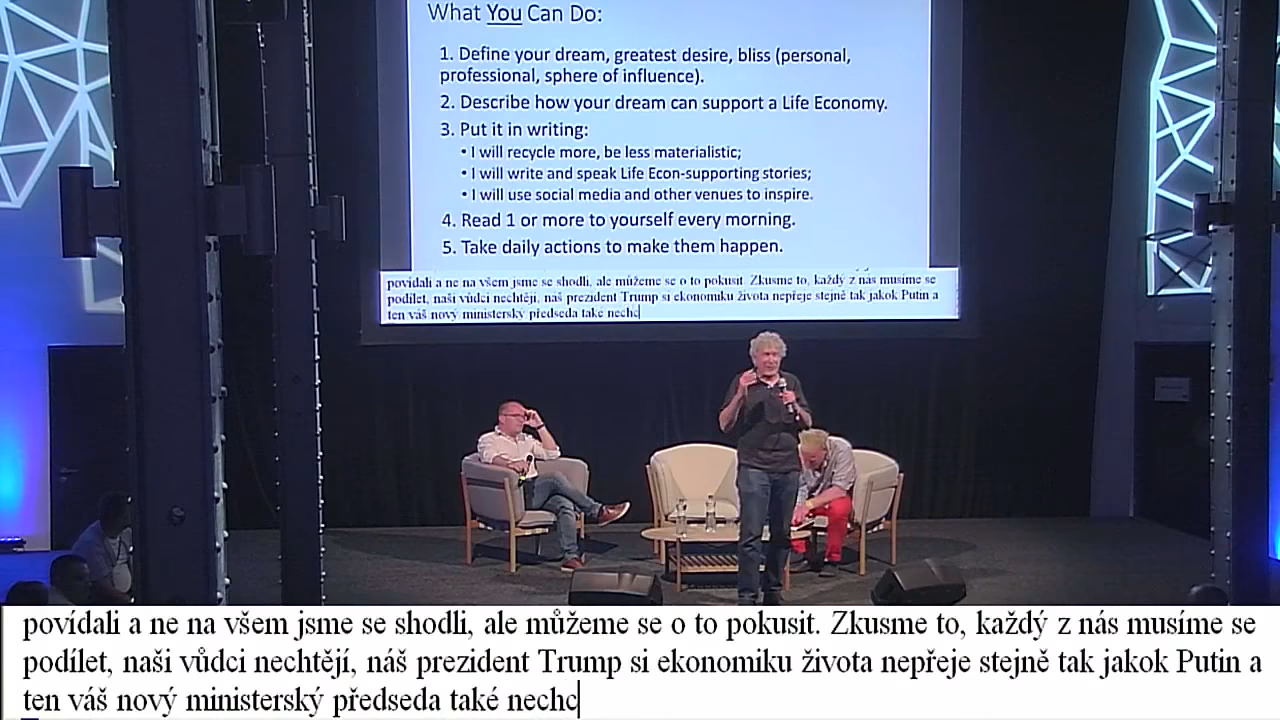 What You Can Do:
1. Define your dream, greatest desire, bliss (personal,
professional, sphere of influence).
2. Describe how your dream can support a Life Economy.
3. Put it in writing:
• I will recycle more, be less materialistic;
• I will write and speak Life Econ-supporting stories;
• I will use social media and other venues to inspire.
4. Read 1 or more to yourself every morning.
5. Take daily actions to make them happen.
povídali a ne na všem jsme se shodli, ale můžeme se o to pokusit. Zkusme to, každý z nás musíme se
podílet, naši vůdci nechtějí, náš prezident Trump si ekonomiku života nepřeje stejně tak jakok Putin a
ten váš nový ministerský předseda také nechc
povídali a ne na všem jsme se shodli, ale můžeme se o to pokusit. Zkusme to, každý z nás musíme se
podílet, naši vůdci nechtějí, náš prezident Trump si ekonomiku života nepřeje stejně tak jakok Putin a
ten váš nový ministerský předseda také nechc